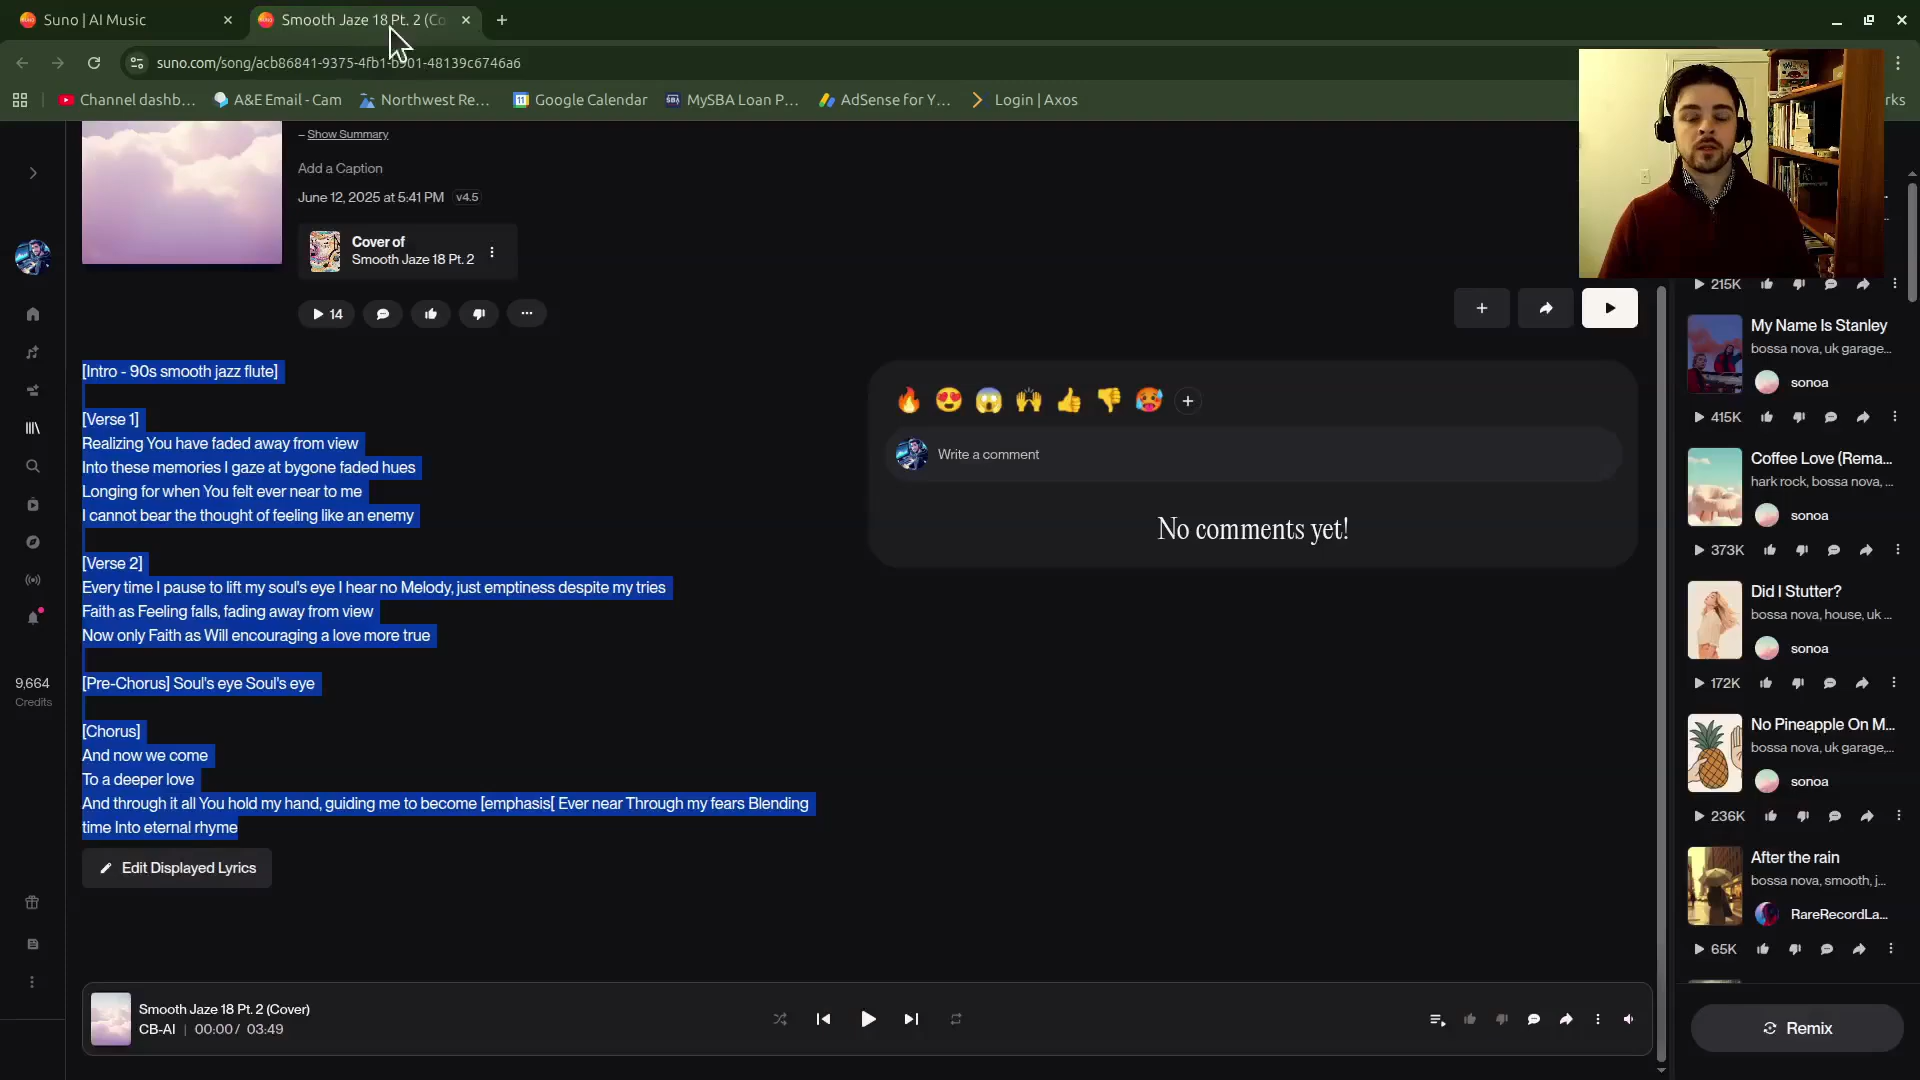 Suno | AI Music
Smooth Jaze 18 Pt. 2 (Co
suno.com/song/acb86841-9375-4fb1-b901-48139c6746a6
Channel dashb...
A&E Email - Cam
Northwest Re...
Google Calendar
MySBA Loan P...
AdSense for Y...
Login | Axos
rks
– Show Summary
Add a Caption
June 12, 2025 at 5:41 PM v4.5
Cover of
Smooth Jaze 18 Pt. 2
14
[Intro - 90s smooth jazz flute]
[Verse 1]
Realizing You have faded away from view
Into these memories I gaze at bygone faded hues
Longing for when You felt ever near to me
I cannot bear the thought of feeling like an enemy
[Verse 2]
Every time I pause to lift my soul's eye I hear no Melody, just emptiness despite my tries
Faith as Feeling falls, fading away from view
Now only Faith as Will encouraging a love more true
[Pre-Chorus] Soul's eye Soul's eye
[Chorus]
And now we come
To a deeper love
And through it all You hold my hand, guiding me to become [emphasis[ Ever near Through my fears Blending
time Into eternal rhyme
Edit Displayed Lyrics
Write a comment
No comments yet!
9,664
Credits
215K
My Name Is Stanley
bossa nova, uk garage...
sonoa
415K
Coffee Love (Rema...
hark rock, bossa nova, ...
sonoa
373K
Did I Stutter?
bossa nova, house, uk ...
sonoa
172K
No Pineapple On M...
bossa nova, uk garage,...
sonoa
236K
After the rain
bossa nova, smooth, j...
RareRecordLa...
65K
Smooth Jaze 18 Pt. 2 (Cover)
CB-AI | 00:00 / 03:49
Remix